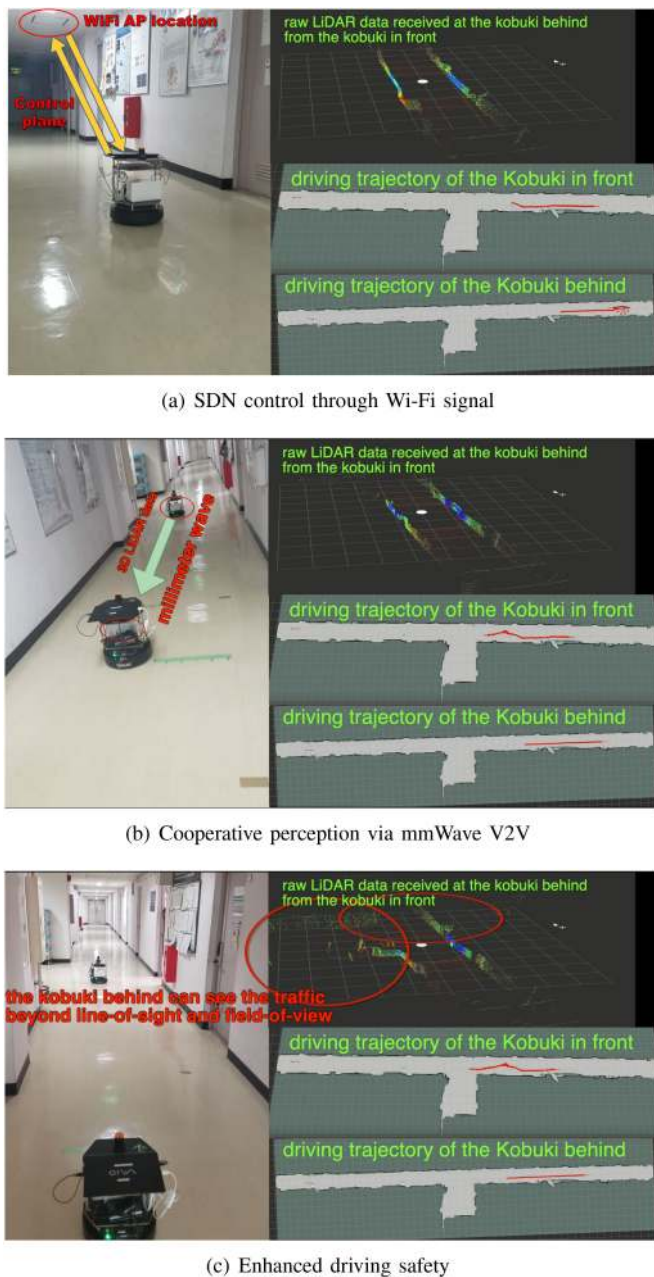 WiFi AP location
Control
plane
raw LiDAR data received at the kobuki behind
from the kobuki in front
driving trajectory of the Kobuki in front
driving trajectory of the Kobuki behind
(a) SDN control through Wi-Fi signal
3D LiDAR data
millimeter wave
raw LiDAR data received at the kobuki behind
from the kobuki in front
driving trajectory of the Kobuki in front
driving trajectory of the Kobuki behind
(b) Cooperative perception via mmWave V2V
the kobuki behind can see the traffic
beyond line-of-sight and field-of-view
raw LiDAR data received at the kobuki behind
from the kobuki in front
driving trajectory of the Kobuki in front
driving trajectory of the Kobuki behind
(c) Enhanced driving safety